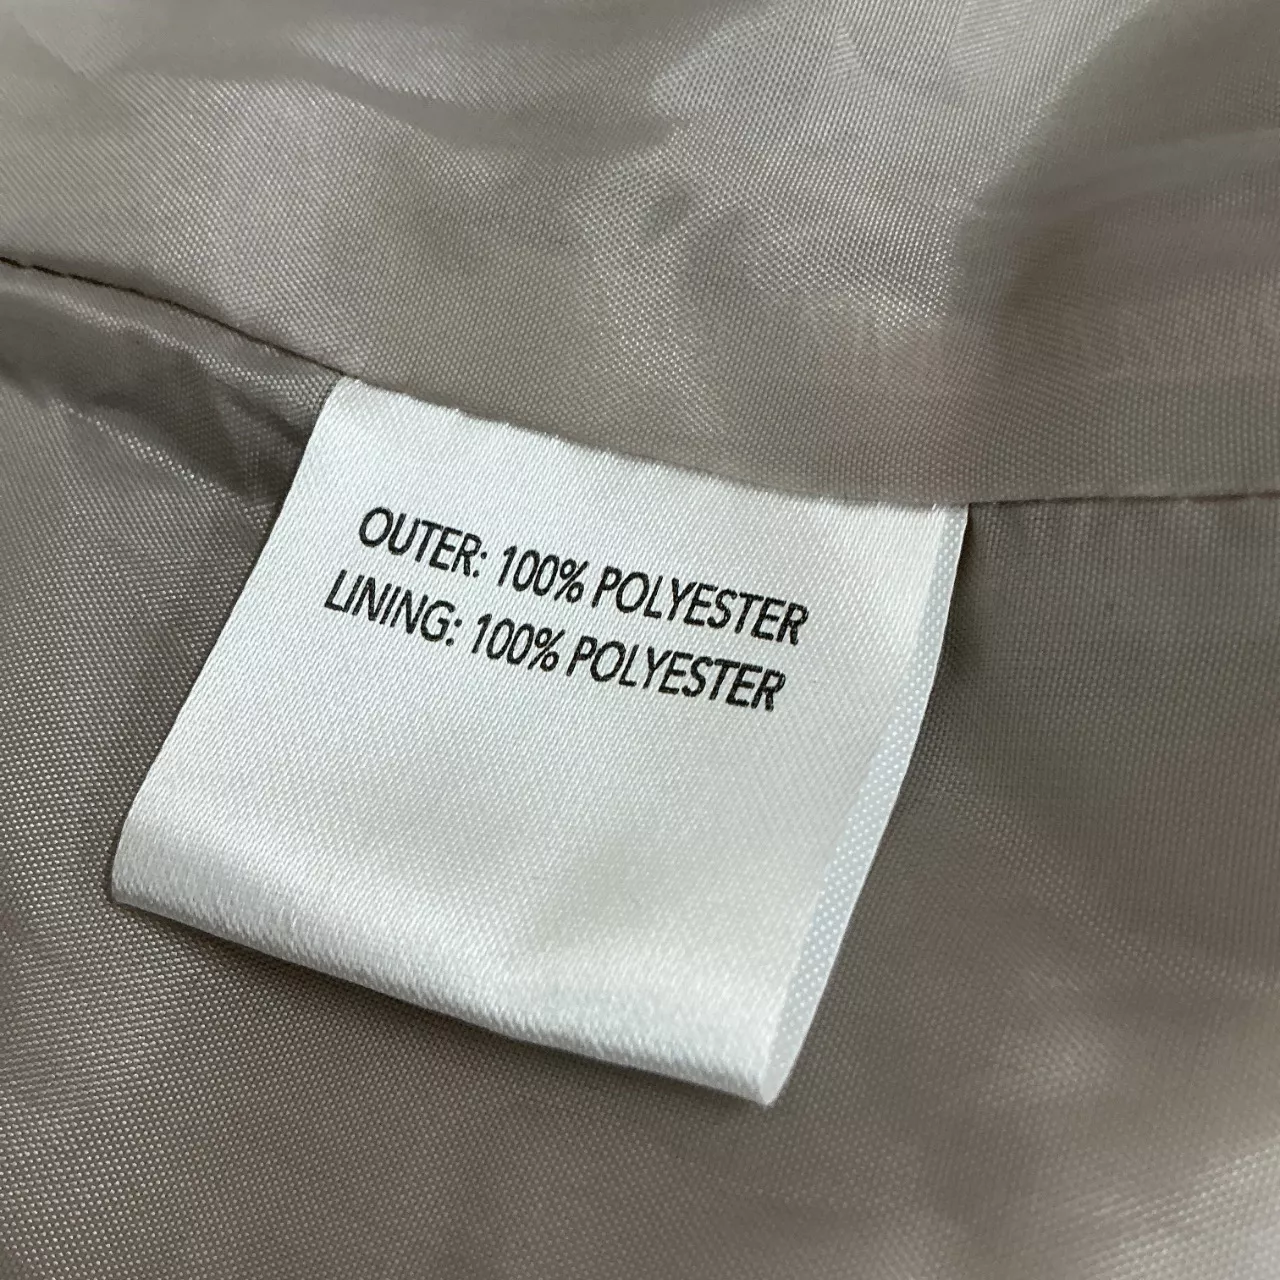 OUTER: 100% POLYESTER
LINING: 100% POLYESTER